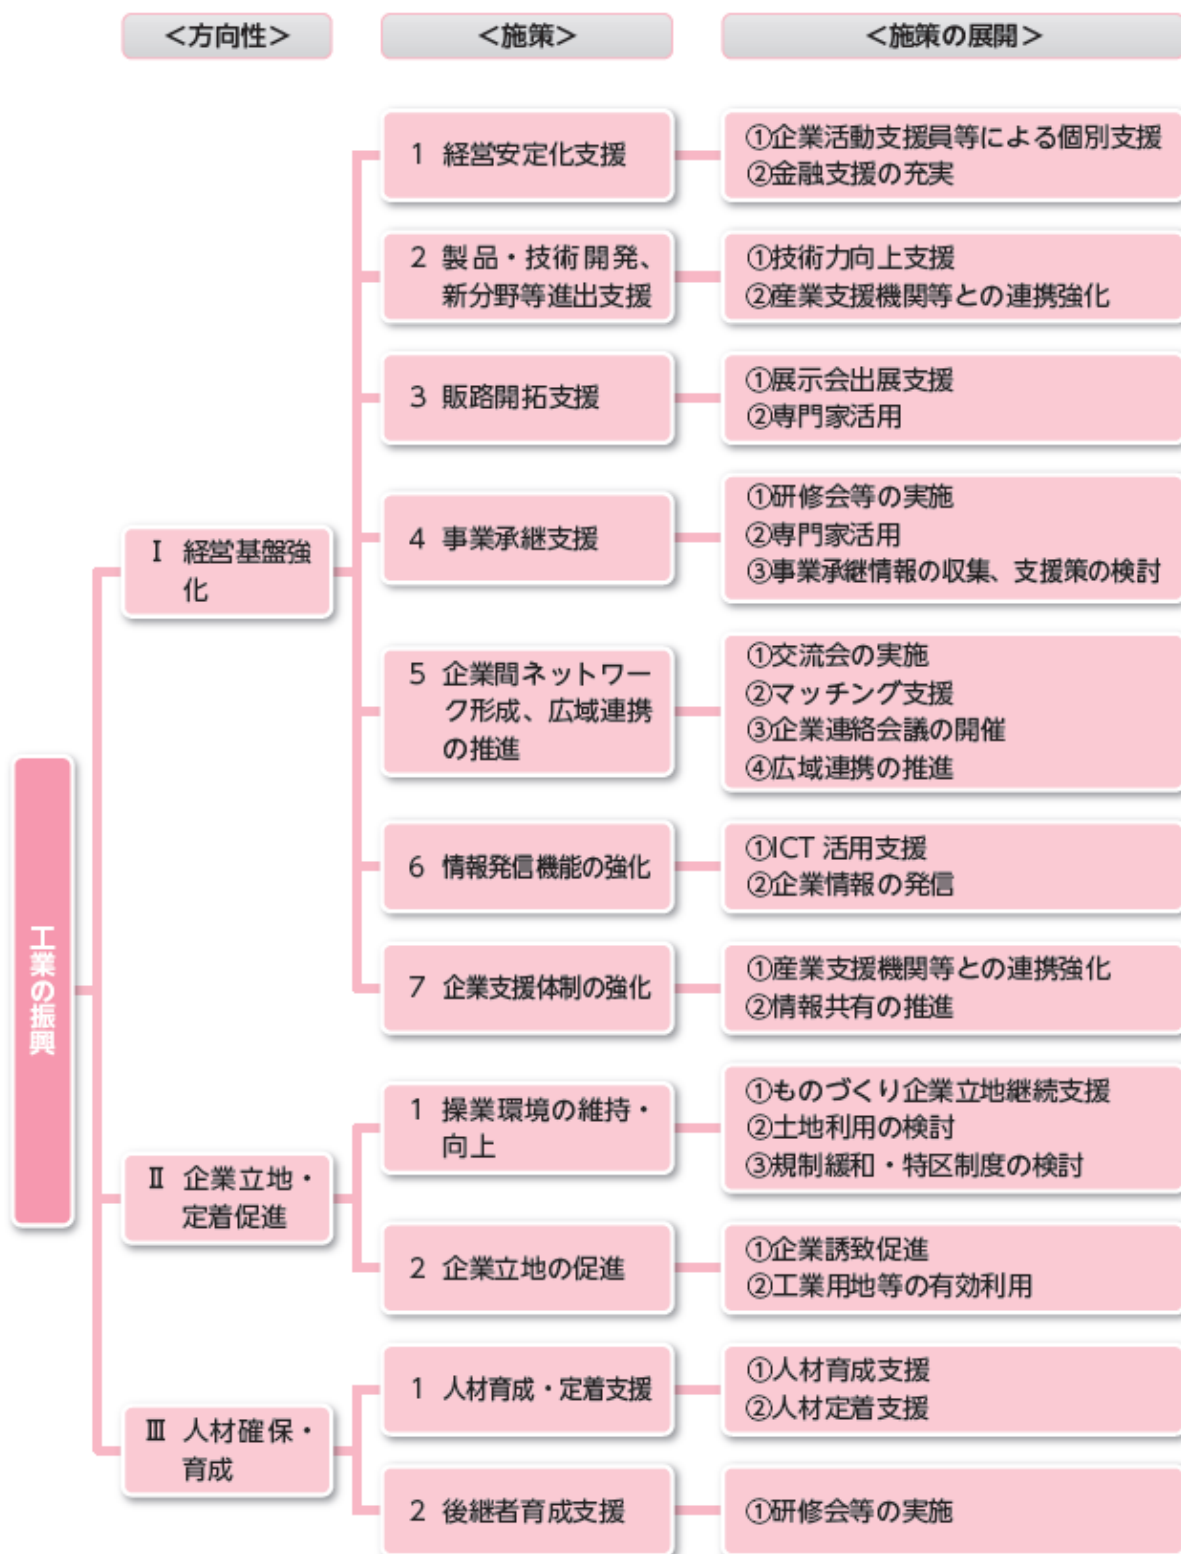 <方向性>
<施策>
<施策の展開>
工業の振興
Ⅰ 経営基盤強
化
1 経営安定化支援
①企業活動支援員等による個別支援
②金融支援の充実
2 製品・技術開発、
新分野等進出支援
①技術力向上支援
②産業支援機関等との連携強化
3 販路開拓支援
①展示会出展支援
②専門家活用
4 事業承継支援
①研修会等の実施
②専門家活用
③事業承継情報の収集、支援策の検討
5 企業間ネットワー
ク形成、広域連携
の推進
①交流会の実施
②マッチング支援
③企業連絡会議の開催
④広域連携の推進
6 情報発信機能の強化
①ICT 活用支援
②企業情報の発信
7 企業支援体制の強化
①産業支援機関等との連携強化
②情報共有の推進
Ⅱ 企業立地・
定着促進
1 操業環境の維持・
向上
①ものづくり企業立地継続支援
②土地利用の検討
③規制緩和・特区制度の検討
2 企業立地の促進
①企業誘致促進
②工業用地等の有効利用
Ⅲ 人材確保・
育成
1 人材育成・定着支援
①人材育成支援
②人材定着支援
2 後継者育成支援
①研修会等の実施